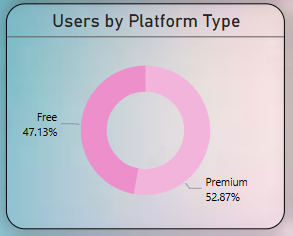 Users by Platform Type
Free
47.13%
Premium
52.87%